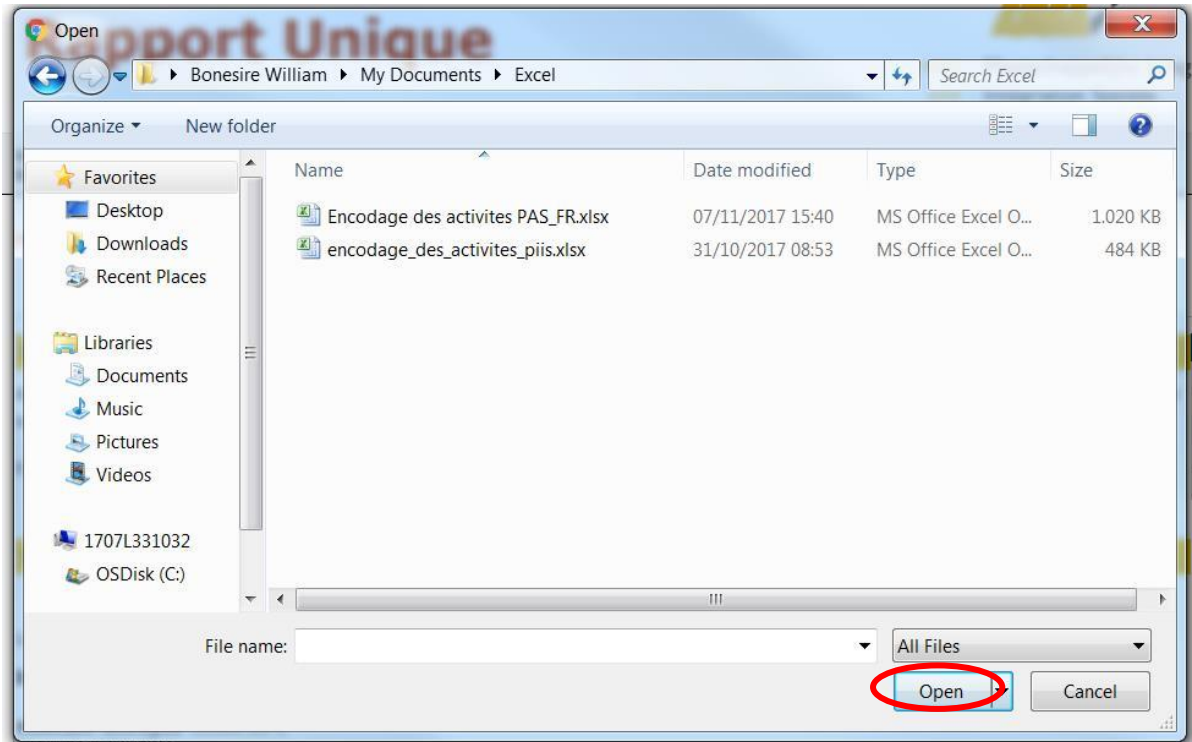 Open
Rapport Unique
Bonesire William My Documents Excel
Search Excel
Organize New folder
Name Date modified Type Size
Favorites
Desktop
Downloads
Recent Places
Libraries
Documents
Music
Pictures
Videos
1707L331032
OSDisk (C:)
Encodage des activites PAS_FR.xlsx 07/11/2017 15:40 MS Office Excel O... 1.020 KB
encodage_des_activites_piis.xlsx 31/10/2017 08:53 MS Office Excel O... 484 KB
File name:
All Files
Open Cancel